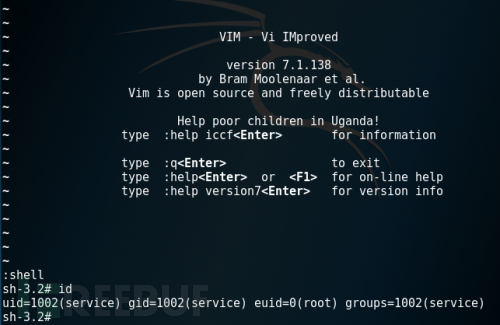 ~
~
~ VIM - Vi IMproved
~
~ version 7.1.138
~ by Bram Moolenaar et al.
~ Vim is open source and freely distributable
~
~ Help poor children in Uganda!
~ type :help iccf<Enter> for information
~
~ type :q<Enter> to exit
~ type :help<Enter> or <F1> for on-line help
~ type :help version7<Enter> for version info
~
~
~
~
~
:shell
sh-3.2# id
uid=1002(service) gid=1002(service) euid=0(root) groups=1002(service)
sh-3.2#
REEBUF